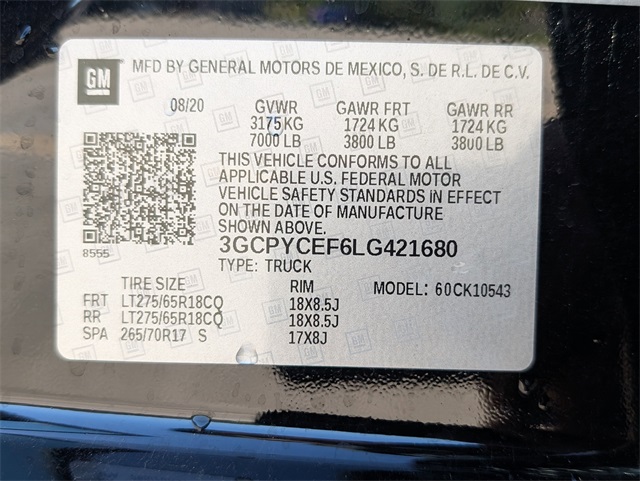 GM
MFD BY GENERAL MOTORS DE MEXICO, S. DE R.L. DE C.V.
08/20 GVWR GAWR FRT GAWR RR
3175 KG 1724 KG 1724 KG
7000 LB 3800 LB 3800 LB
THIS VEHICLE CONFORMS TO ALL
APPLICABLE U.S. FEDERAL MOTOR
VEHICLE SAFETY STANDARDS IN EFFECT
ON THE DATE OF MANUFACTURE
SHOWN ABOVE.
3GCPYCEF6LG421680
8555
TYPE: TRUCK
TIRE SIZE RIM MODEL: 60CK10543
FRT LT275/65R18CQ 18X8.5J
RR LT275/65R18CQ 18X8.5J
SPA 265/70R17 S 17X8J